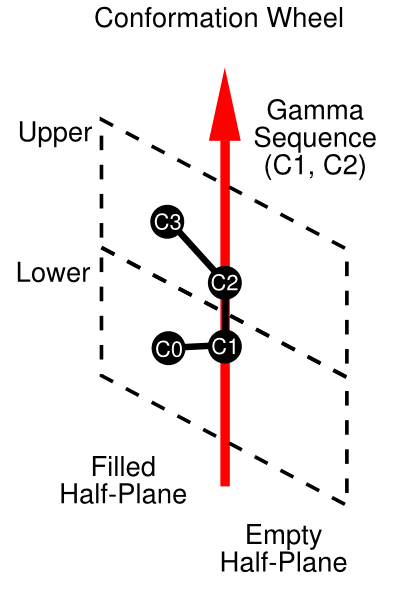 Conformation Wheel
Upper
Gamma
Sequence
(C1, C2)
C3
Lower
C2
C0
C1
Filled
Half-Plane
Empty
Half-Plane